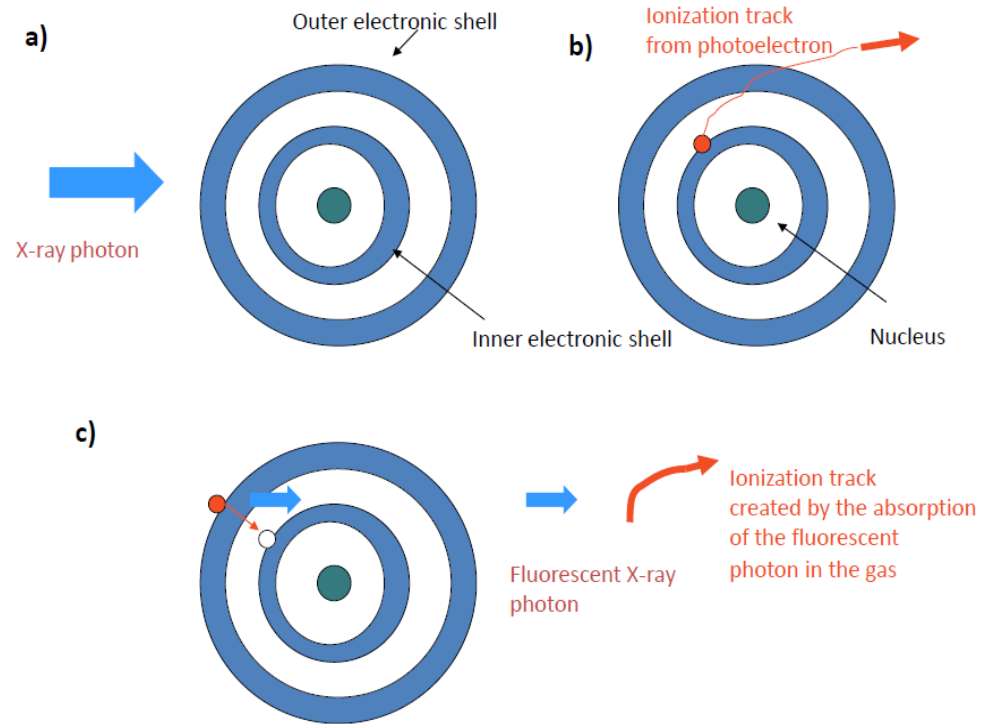 a)
Outer electronic shell
X-ray photon
Inner electronic shell
b)
Ionization track
from photoelectron
Nucleus
c)
Fluorescent X-ray
photon
Ionization track
created by the absorption
of the fluorescent
photon in the gas